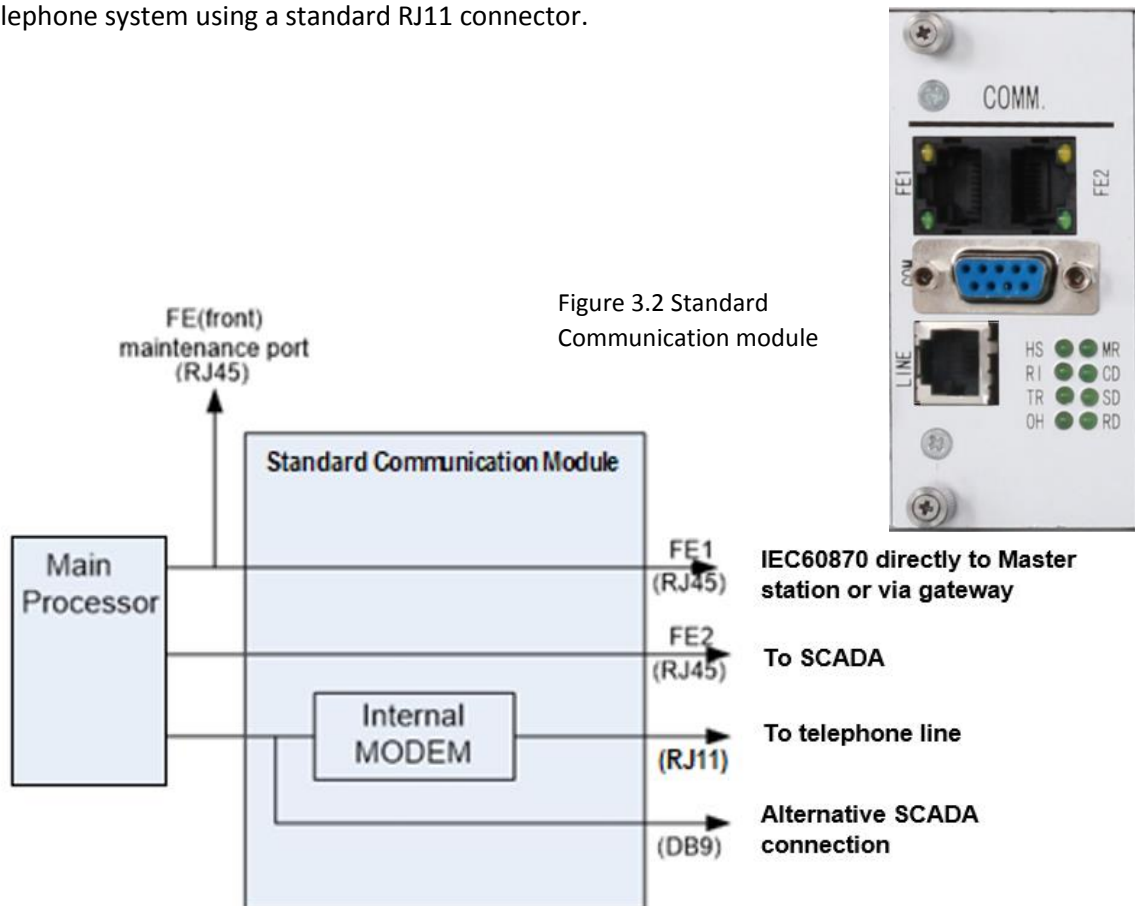 lephone system using a standard RJ11 connector.
COMM.
FE1
FE2
COM
LINE
HS MR
RI CD
TR SD
OH RD
Figure 3.2 Standard
Communication module
FE(front)
maintenance port
(RJ45)
Standard Communication Module
Main
Processor
FE1
(RJ45)
IEC60870 directly to Master
station or via gateway
FE2
(RJ45)
To SCADA
Internal
MODEM
(RJ11)
To telephone line
(DB9)
Alternative SCADA
connection